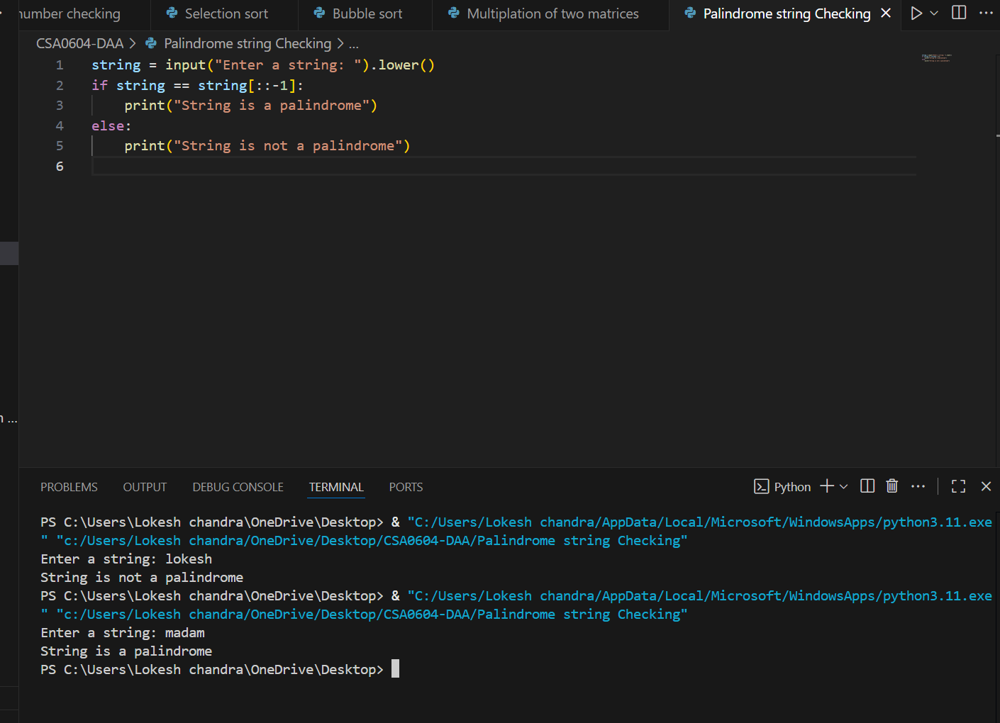 number checking
Selection sort
Bubble sort
Multiplation of two matrices
Palindrome string Checking
CSA0604-DAA > Palindrome string Checking > ...
1 string = input("Enter a string: ").lower()
2 if string == string[::-1]:
3 print("String is a palindrome")
4 else:
5 print("String is not a palindrome")
6
PROBLEMS OUTPUT DEBUG CONSOLE TERMINAL PORTS
Python
PS C:\Users\Lokesh chandra\OneDrive\Desktop> & "C:/Users/Lokesh chandra/AppData/Local/Microsoft/WindowsApps/python3.11.exe
" "c:/Users/Lokesh chandra/OneDrive/Desktop/CSA0604-DAA/Palindrome string Checking"
Enter a string: lokesh
String is not a palindrome
PS C:\Users\Lokesh chandra\OneDrive\Desktop> & "C:/Users/Lokesh chandra/AppData/Local/Microsoft/WindowsApps/python3.11.exe
" "c:/Users/Lokesh chandra/OneDrive/Desktop/CSA0604-DAA/Palindrome string Checking"
Enter a string: madam
String is a palindrome
PS C:\Users\Lokesh chandra\OneDrive\Desktop>